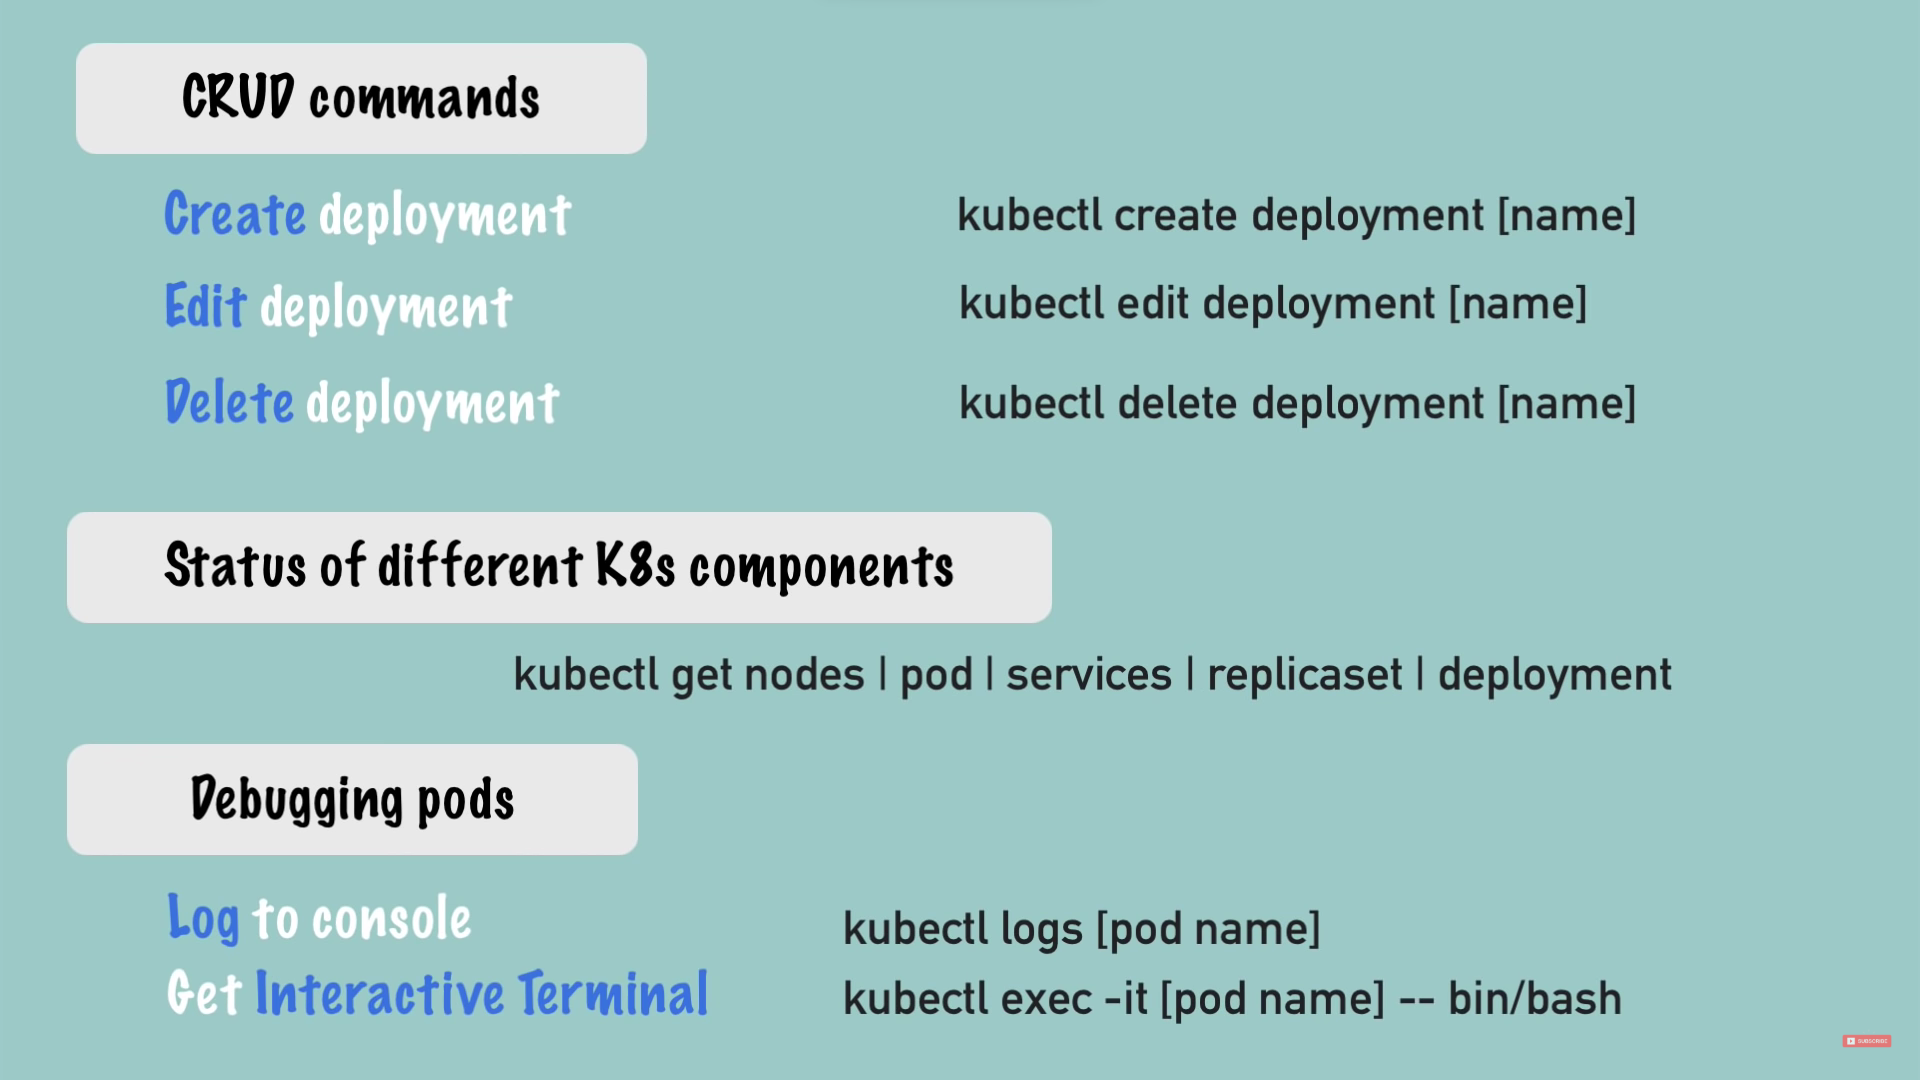 CRUD commands
Create deployment
kubectl create deployment [name]
Edit deployment
kubectl edit deployment [name]
Delete deployment
kubectl delete deployment [name]
Status of different K8s components
kubectl get nodes | pod | services | replicaset | deployment
Debugging pods
Log to console
kubectl logs [pod name]
Get Interactive Terminal
kubectl exec -it [pod name] -- bin/bash
SUBSCRIBE